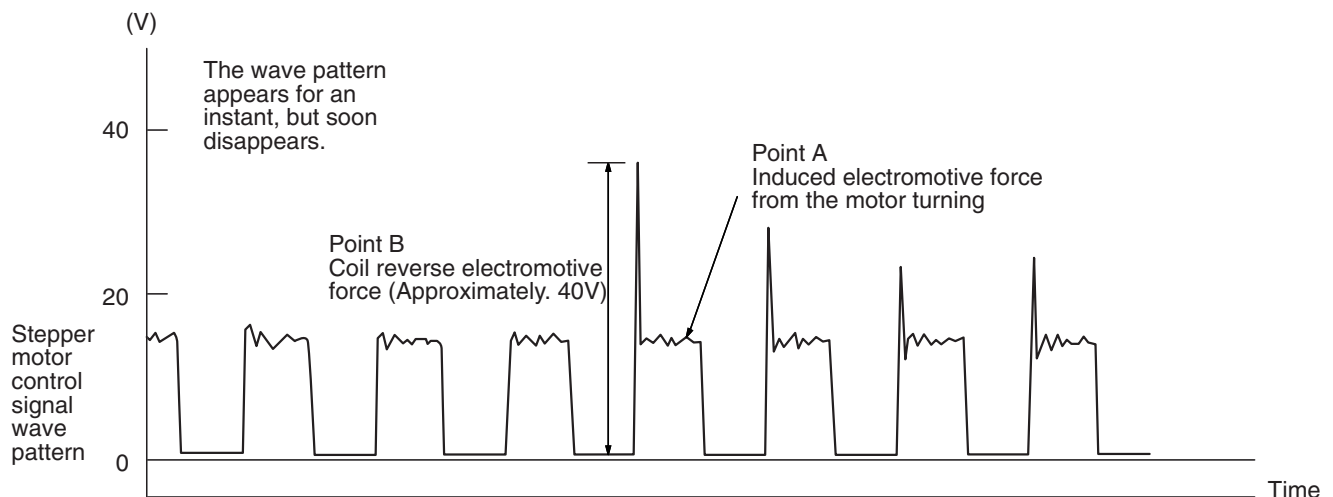 (V)
The wave pattern
appears for an
instant, but soon
disappears.
40
Point A
Induced electromotive force
from the motor turning
Point B
Coil reverse electromotive
force (Approximately. 40V)
20
Stepper
motor
control
signal
wave
pattern
0
Time